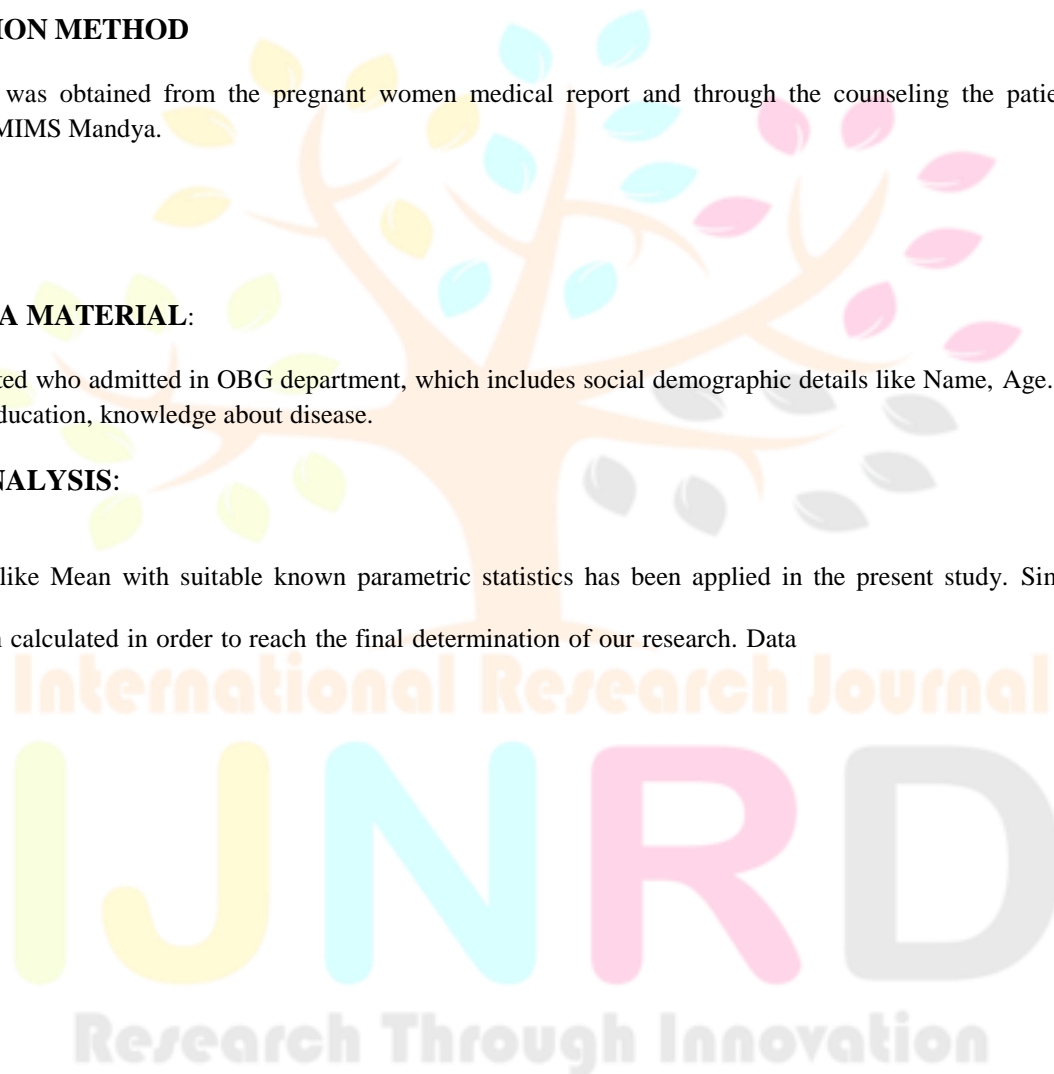 ION METHOD
was obtained from the pregnant women medical report and through the counseling the patie
MIMS Mandya.
A MATERIAL:
ted who admitted in OBG department, which includes social demographic details like Name, Age.
ducation, knowledge about disease.
NALYSIS:
like Mean with suitable known parametric statistics has been applied in the present study. Sim
calculated in order to reach the final determination of our research. Data
International Research Journal
IJNRD
Research Through Innovation